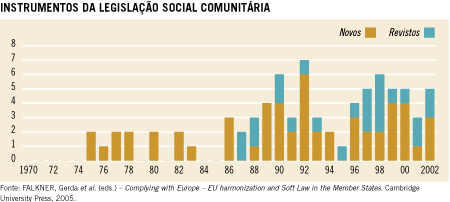 INSTRUMENTOS DA LEGISLAÇÃO SOCIAL COMUNITÁRIA
Novos Revistos
8
7
6
5
4
3
2
1
0
1970 72 74 76 78 80 82 84 86 88 90 92 94 96 98 00 2002
Fonte: FALKNER, Gerda et al. (eds.) – Complying with Europe – EU harmonization and Soft Law in the Member States. Cambridge
University Press, 2005.